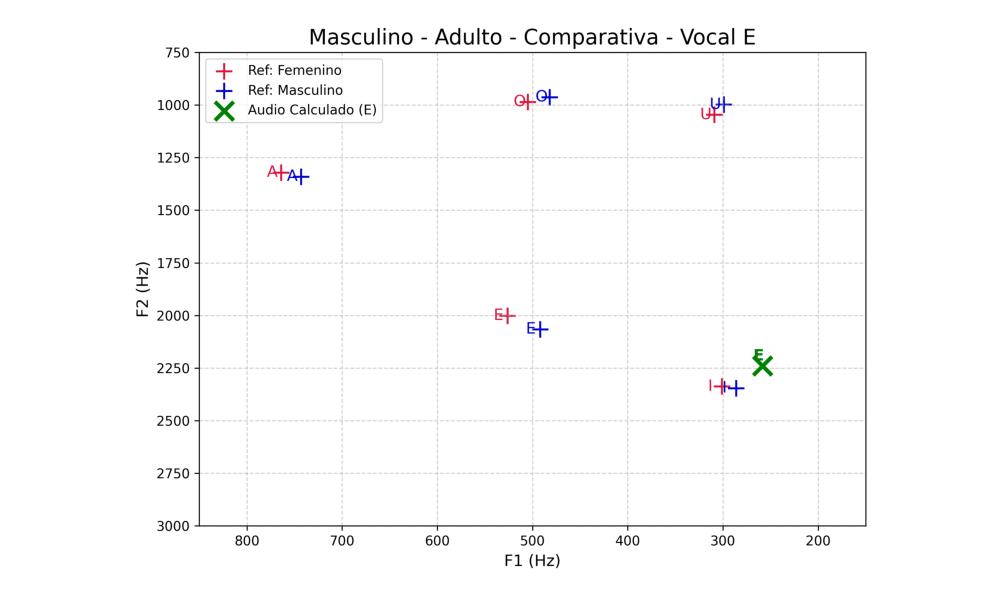 Masculino - Adulto - Comparativa - Vocal E
Ref: Femenino
Ref: Masculino
Audio Calculado (E)
750
1000
1250
1500
1750
2000
2250
2500
2750
3000
F2 (Hz)
O
O
U
U
A
A
E
E
E
I
I
800
700
600
500
400
300
200
F1 (Hz)